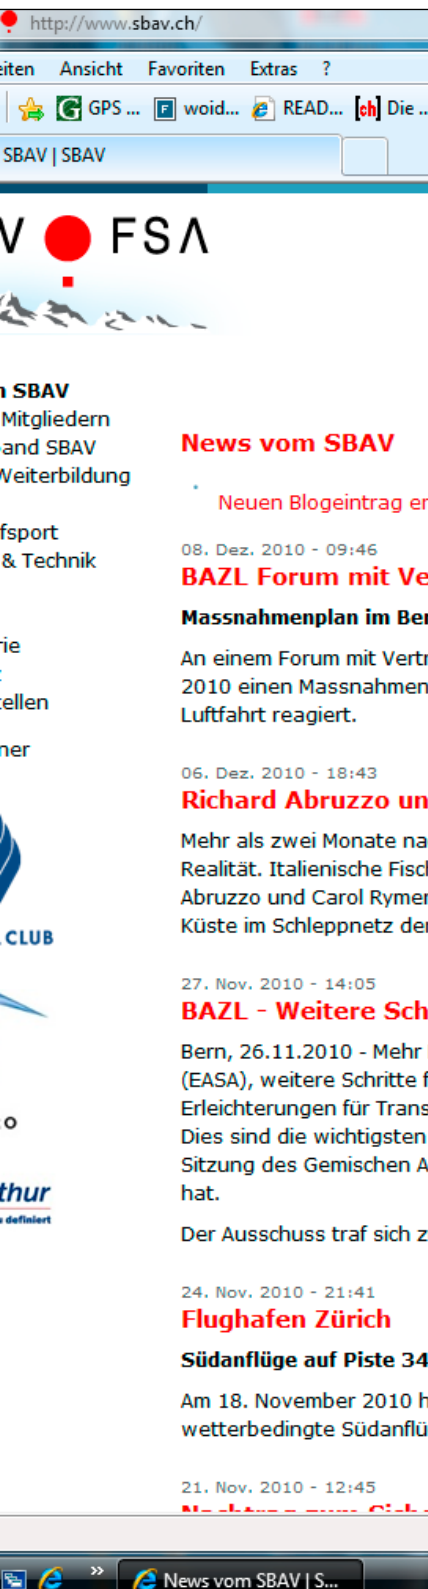 http://www.sbav.ch/
eiten Ansicht Favoriten Extras ?
GPS ... woid... READ... [ch] Die ...
SBAV | SBAV
V FSA
n SBAV
Mitgliedern
and SBAV
Weiterbildung
fsport
& Technik
rie
t
tellen
ner
CLUB
o
thur
definiert
News vom SBAV
Neuen Blogeintrag er
08. Dez. 2010 - 09:46
BAZL Forum mit Ve
Massnahmenplan im Ber
An einem Forum mit Vertr
2010 einen Massnahmen
Luftfahrt reagiert.
06. Dez. 2010 - 18:43
Richard Abruzzo un
Mehr als zwei Monate na
Realität. Italienische Fisch
Abruzzo und Carol Rymer
Küste im Schleppnetz der
27. Nov. 2010 - 14:05
BAZL - Weitere Sch
Bern, 26.11.2010 - Mehr
(EASA), weitere Schritte f
Erleichterungen für Trans
Dies sind die wichtigsten
Sitzung des Gemischen A
hat.
Der Ausschuss traf sich z
24. Nov. 2010 - 21:41
Flughafen Zürich
Südanflüge auf Piste 34
Am 18. November 2010 h
wetterbedingte Südanflü
21. Nov. 2010 - 12:45
» News vom SBAV | S...